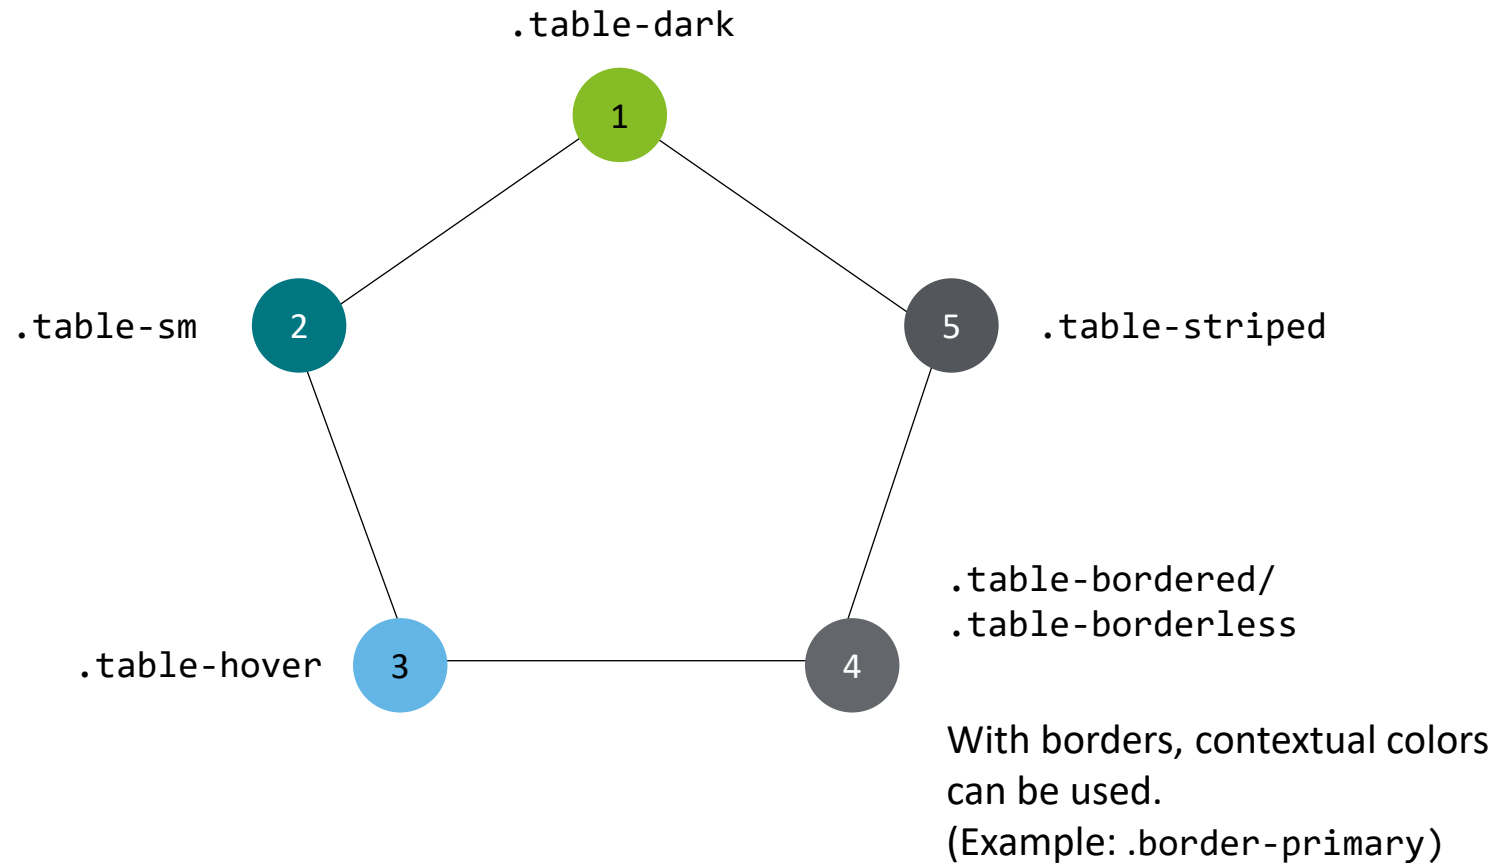 .table-dark
1
.table-sm
2
5
.table-striped
.table-bordered/
.table-borderless
.table-hover
3
4
With borders, contextual colors
can be used.
(Example: .border-primary)